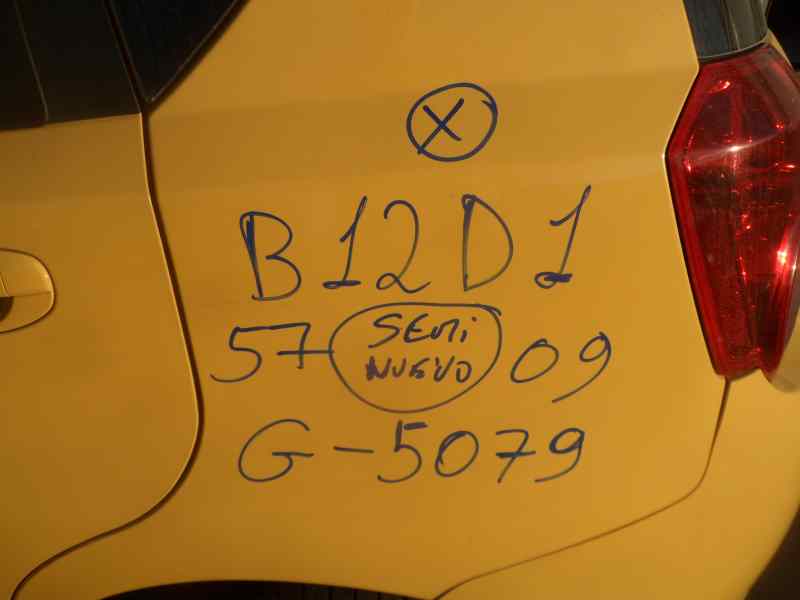 X
B12D1
57- SEMI 09
NUEVO
G-5079